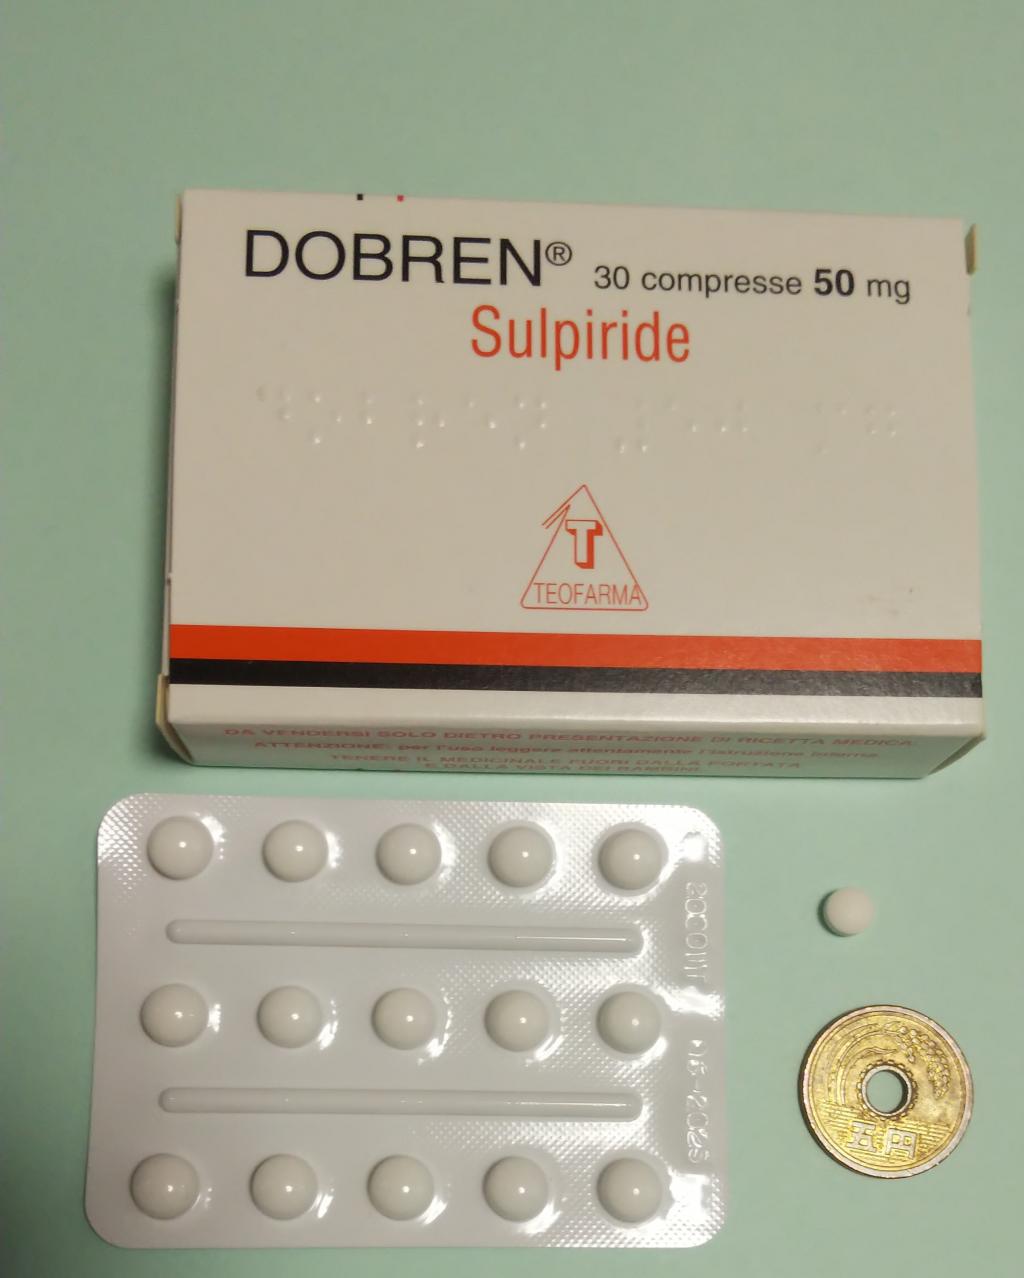 DOBREN® 30 compresse 50 mg
Sulpiride
T
TEOFARMA
DA VENDERSI SOLO DIETRO PRESENTAZIONE DI RICETTA MEDICA.
ATTENZIONE: per l'uso leggere attentamente l'istruzione interna.
TENERE IL MEDICINALE FUORI DALLA PORTATA
E DALLA VISTA DEI BAMBINI.
五円